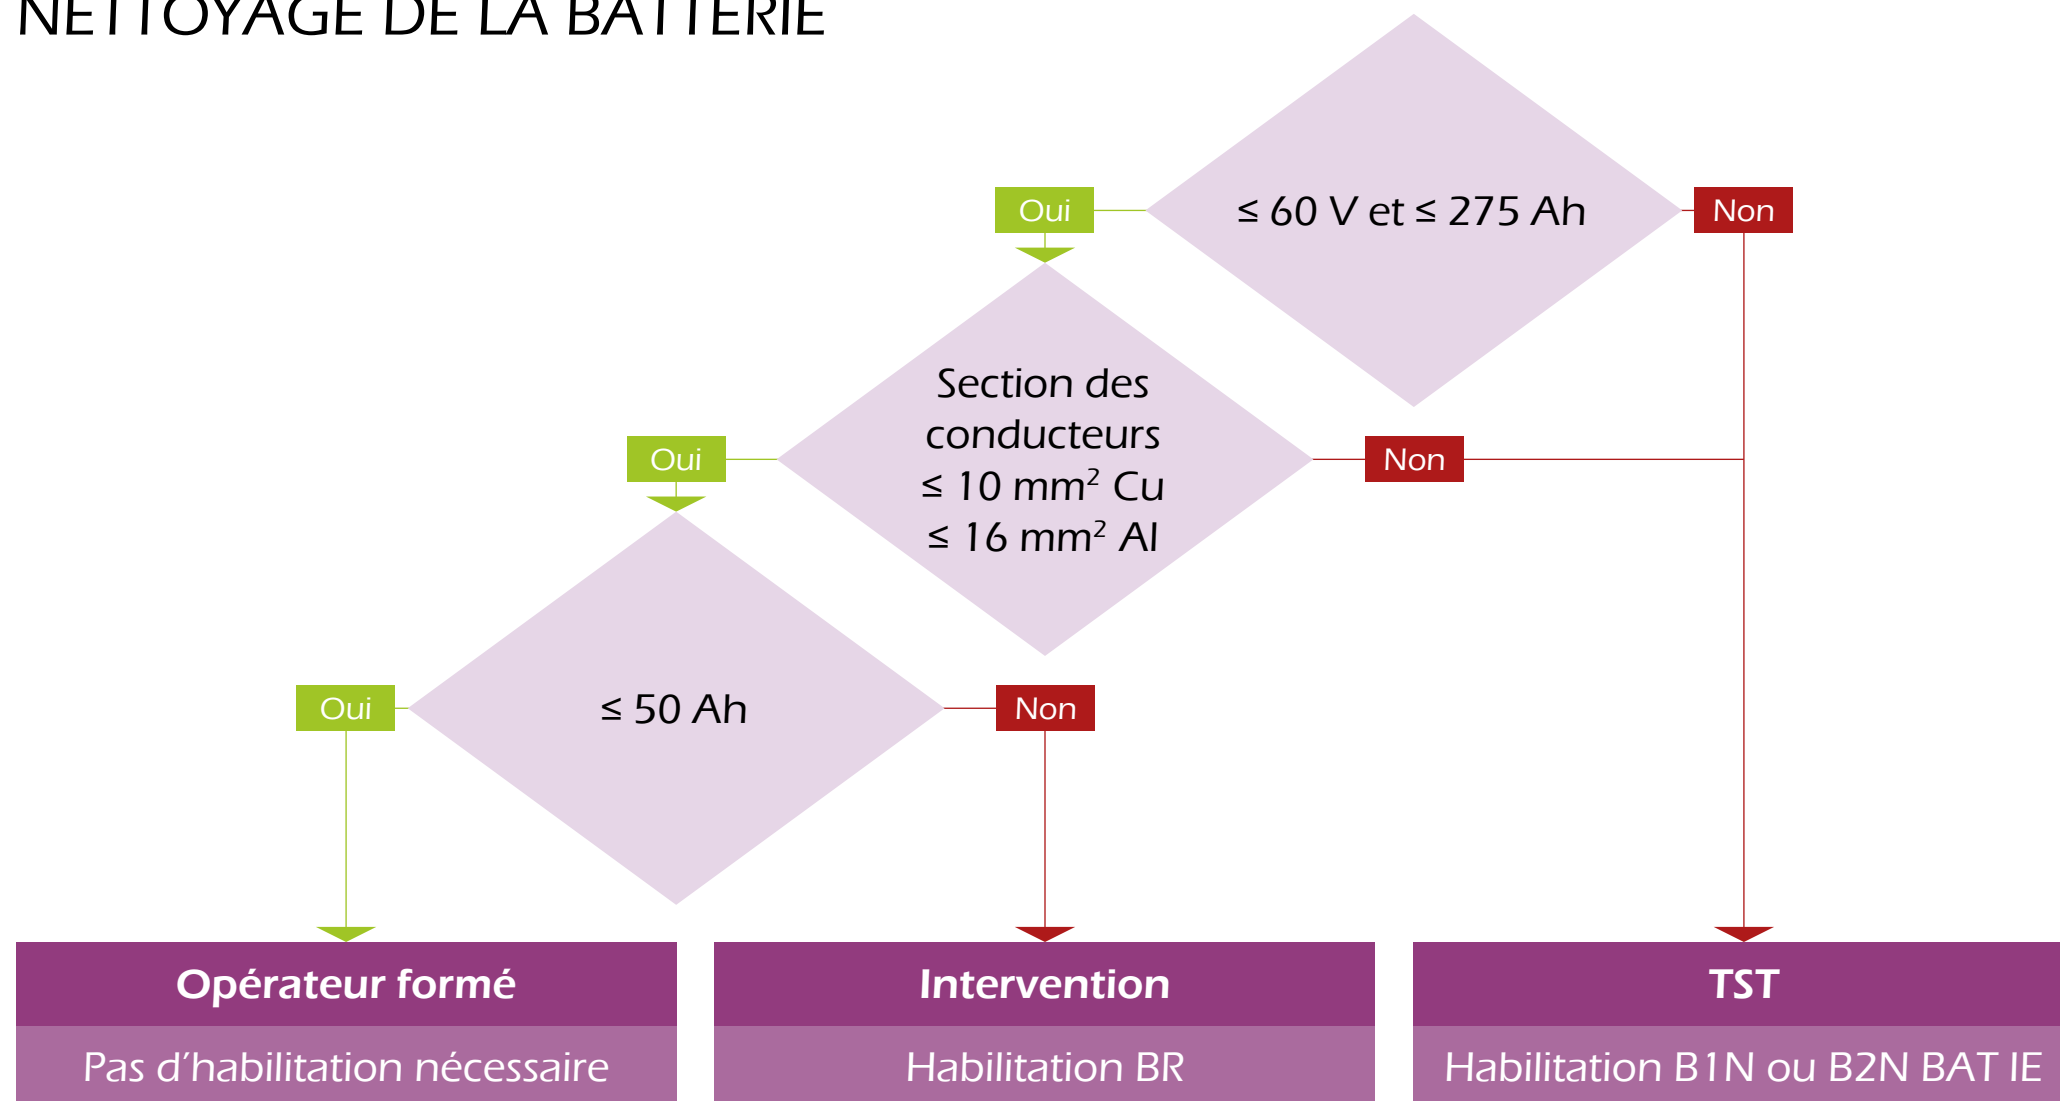 NETTOYAGE DE LA BATTERIE
≤ 60 V et ≤ 275 Ah
Oui
Non
Section des
conducteurs
≤ 10 mm² Cu
≤ 16 mm² Al
Oui
Non
≤ 50 Ah
Oui
Non
Opérateur formé
Pas d’habilitation nécessaire
Intervention
Habilitation BR
TST
Habilitation B1N ou B2N BAT IE